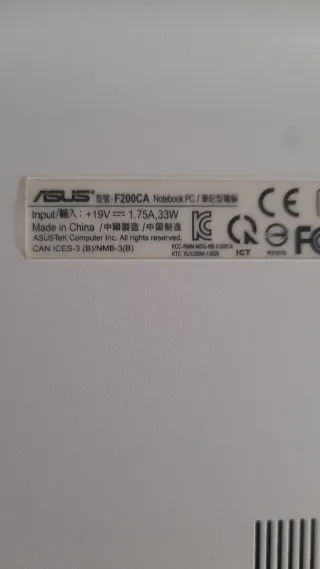 ASUS 型號: F200CA Notebook PC / 筆記型電腦
Input/輸入: +19V⎓ 1.75A,33W
Made in China /中國製造 /中国制造
ASUSTeK Computer Inc. All rights reserved.
CAN ICES-3 (B)/NMB-3(B)
ICT
CE
FC